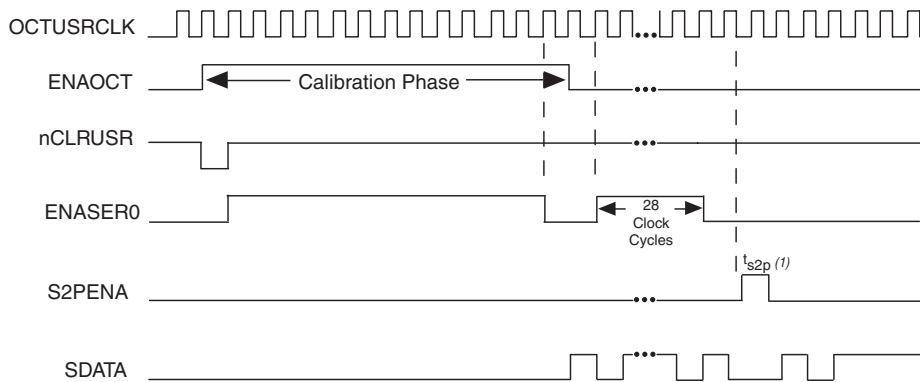 OCTUSRCLK
ENAOCT
Calibration Phase
nCLRUSR
ENASER0
28
Clock
Cycles
ts2p (1)
S2PENA
SDATA